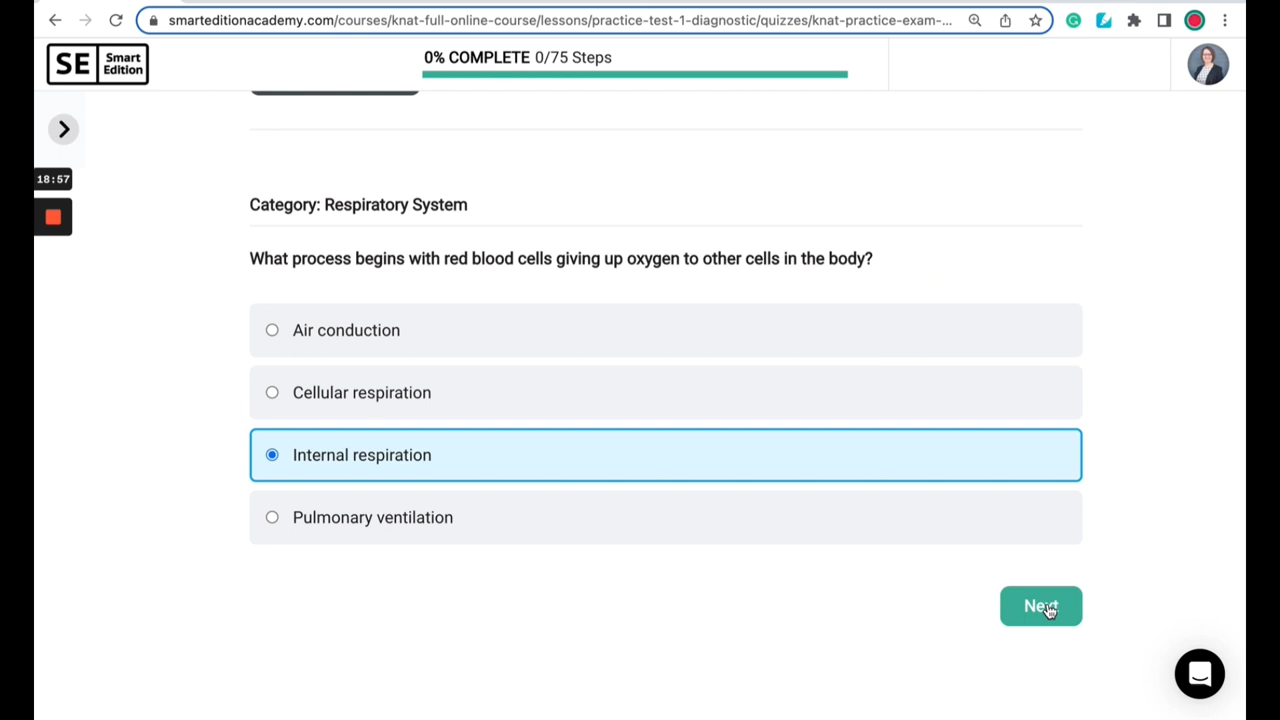 smarteditionacademy.com/courses/knat-full-online-course/lessons/practice-test-1-diagnostic/quizzes/knat-practice-exam-...
SE Smart
Edition
0% COMPLETE 0/75 Steps
18:57
Category: Respiratory System
What process begins with red blood cells giving up oxygen to other cells in the body?
Air conduction
Cellular respiration
Internal respiration
Pulmonary ventilation
Next